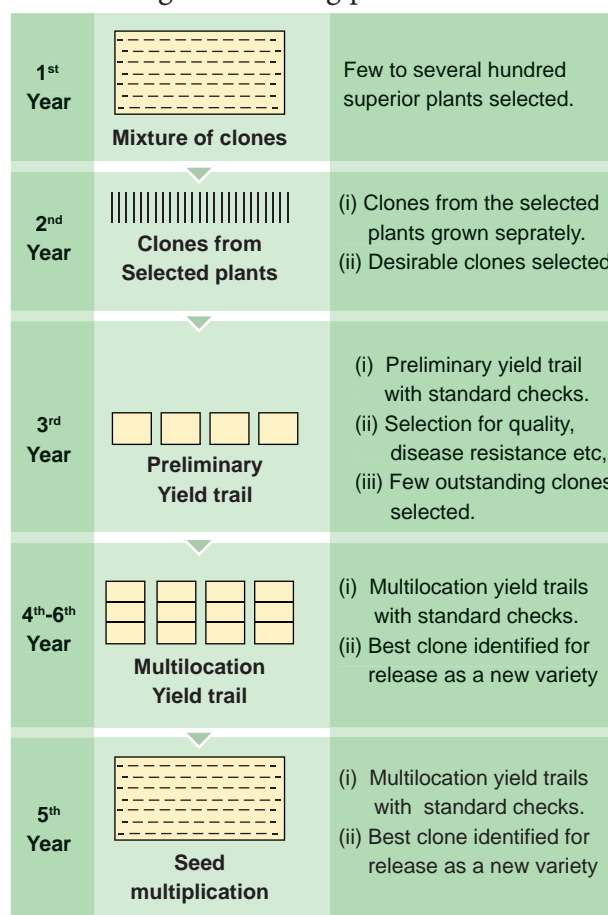 1st
Year
Mixture of clones
Few to several hundred
superior plants selected.
2nd
Year
Clones from
Selected plants
(i) Clones from the selected
plants grown seprately.
(ii) Desirable clones selected
3rd
Year
Preliminary
Yield trail
(i) Preliminary yield trail
with standard checks.
(ii) Selection for quality,
disease resistance etc,
(iii) Few outstanding clones
selected.
4th-6th
Year
Multilocation
Yield trail
(i) Multilocation yield trails
with standard checks.
(ii) Best clone identified for
release as a new variety
5th
Year
Seed
multiplication
(i) Multilocation yield trails
with standard checks.
(ii) Best clone identified for
release as a new variety